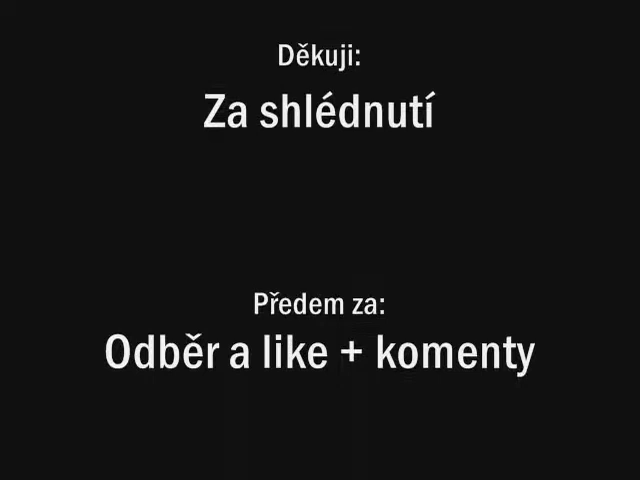 Děkuji:
Za shlédnutí
Předem za:
Odběr a like + komenty